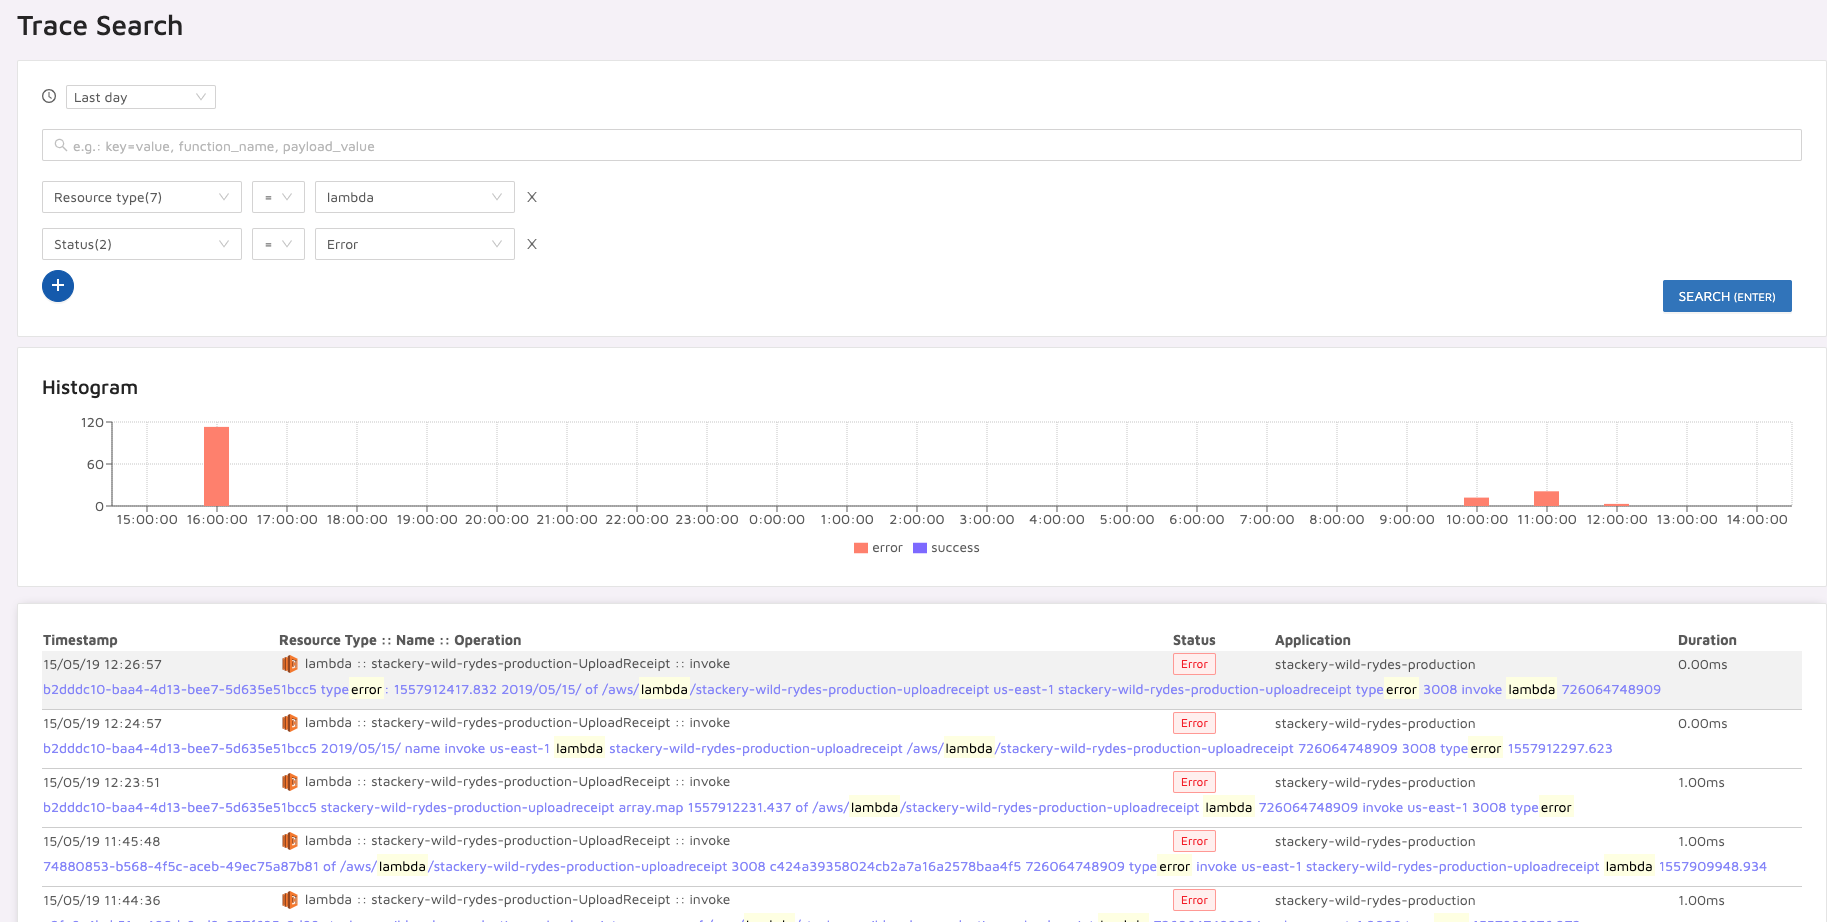 Trace Search
Last day
e.g.: key=value, function_name, payload_value
Resource type(7) = lambda X
Status(2) = Error X
+
SEARCH (ENTER)
Histogram
120
60
0
15:00:00 16:00:00 17:00:00 18:00:00 19:00:00 20:00:00 21:00:00 22:00:00 23:00:00 0:00:00 1:00:00 2:00:00 3:00:00 4:00:00 5:00:00 6:00:00 7:00:00 8:00:00 9:00:00 10:00:00 11:00:00 12:00:00 13:00:00 14:00:00
error success
Timestamp Resource Type :: Name :: Operation Status Application Duration
15/05/19 12:26:57 lambda :: stackery-wild-rydes-production-UploadReceipt :: invoke Error stackery-wild-rydes-production 0.00ms
b2dddc10-baa4-4d13-bee7-5d635e51bcc5 type error : 1557912417.832 2019/05/15/ of /aws/ lambda /stackery-wild-rydes-production-uploadreceipt us-east-1 stackery-wild-rydes-production-uploadreceipt type error 3008 invoke lambda 726064748909
15/05/19 12:24:57 lambda :: stackery-wild-rydes-production-UploadReceipt :: invoke Error stackery-wild-rydes-production 0.00ms
b2dddc10-baa4-4d13-bee7-5d635e51bcc5 2019/05/15/ name invoke us-east-1 lambda stackery-wild-rydes-production-uploadreceipt /aws/ lambda /stackery-wild-rydes-production-uploadreceipt 726064748909 3008 type error 1557912297.623
15/05/19 12:23:51 lambda :: stackery-wild-rydes-production-UploadReceipt :: invoke Error stackery-wild-rydes-production 1.00ms
b2dddc10-baa4-4d13-bee7-5d635e51bcc5 stackery-wild-rydes-production-uploadreceipt array.map 1557912231.437 of /aws/ lambda /stackery-wild-rydes-production-uploadreceipt lambda 726064748909 invoke us-east-1 3008 type error
15/05/19 11:45:48 lambda :: stackery-wild-rydes-production-UploadReceipt :: invoke Error stackery-wild-rydes-production 1.00ms
74880853-b568-4f5c-aceb-49ec75a87b81 of /aws/ lambda /stackery-wild-rydes-production-uploadreceipt 3008 c424a39358024cb2a7a16a2578baa4f5 726064748909 type error invoke us-east-1 stackery-wild-rydes-production-uploadreceipt lambda 1557909948.934
15/05/19 11:44:36 lambda :: stackery-wild-rydes-production-UploadReceipt :: invoke Error stackery-wild-rydes-production 1.00ms